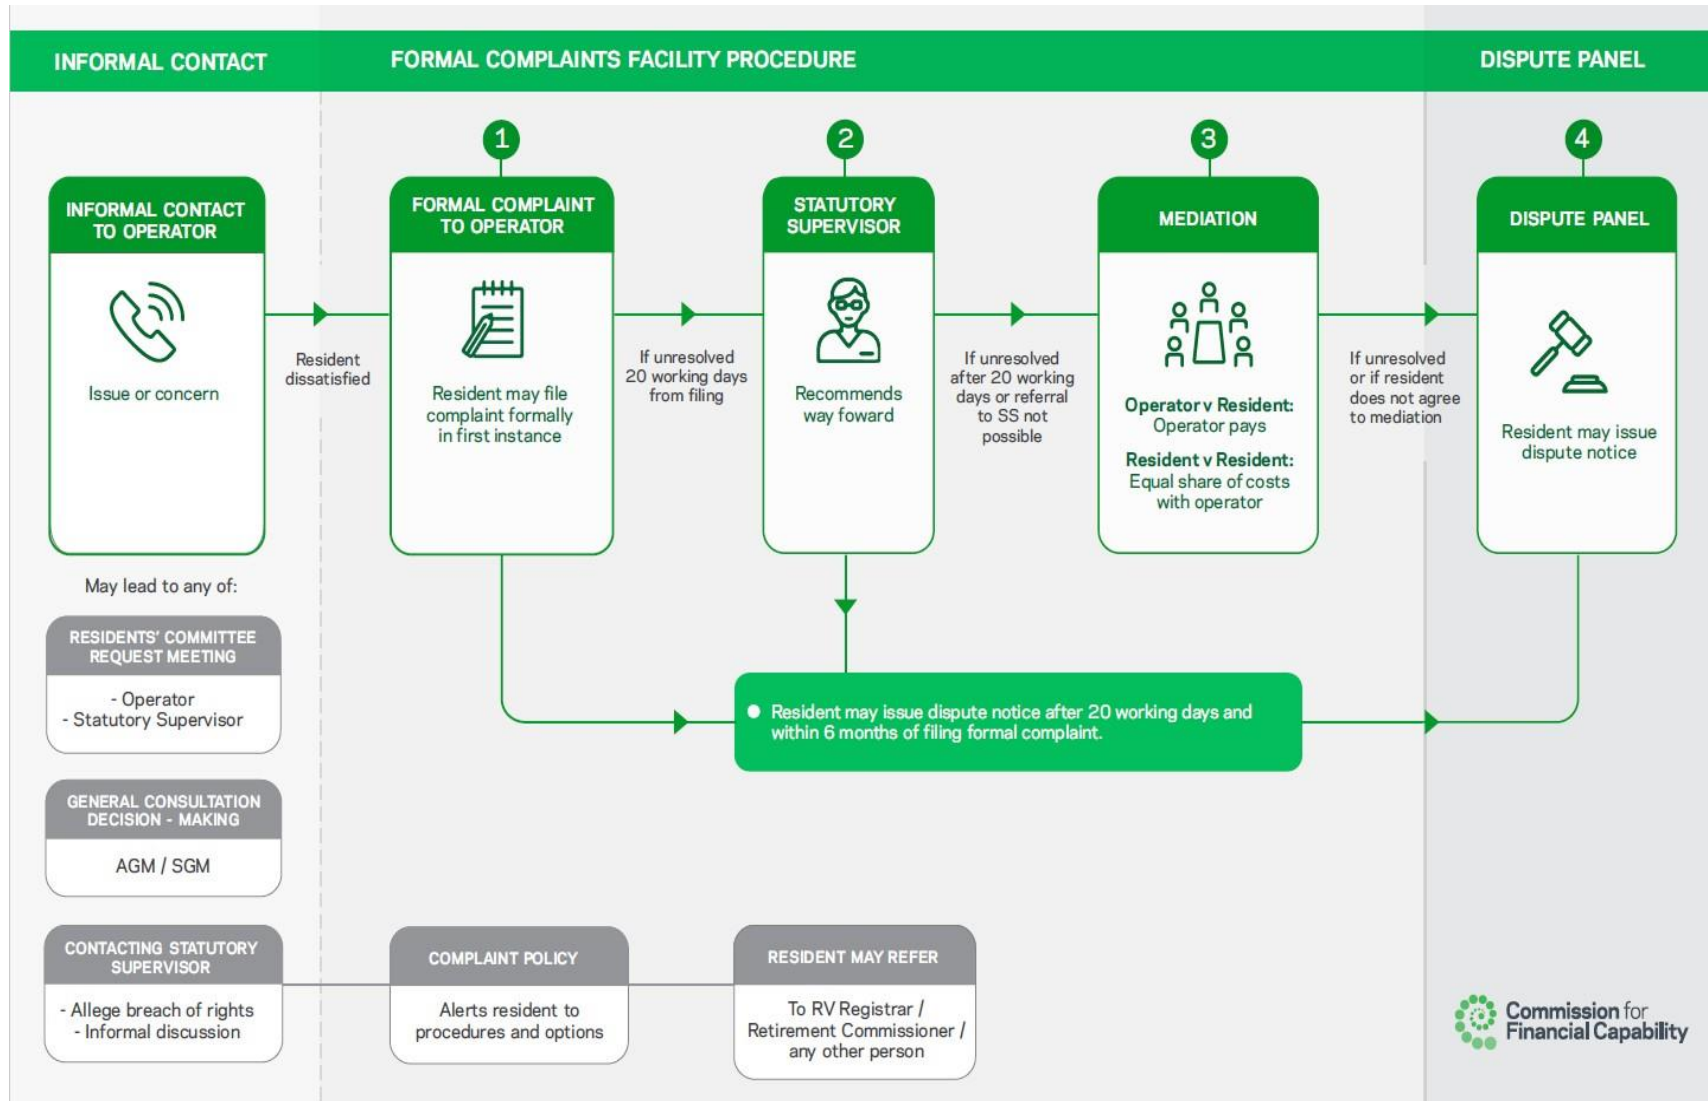 INFORMAL CONTACT
FORMAL COMPLAINTS FACILITY PROCEDURE
DISPUTE PANEL
INFORMAL CONTACT
TO OPERATOR
Issue or concern
Resident
dissatisfied
1
FORMAL COMPLAINT
TO OPERATOR
Resident may file
complaint formally
in first instance
If unresolved
20 working days
from filing
2
STATUTORY
SUPERVISOR
Recommends
way foward
If unresolved
after 20 working
days or referral
to SS not
possible
3
MEDIATION
Operator v Resident:
Operator pays
Resident v Resident:
Equal share of costs
with operator
If unresolved
or if resident
does not agree
to mediation
4
DISPUTE PANEL
Resident may issue
dispute notice
Resident may issue dispute notice after 20 working days and
within 6 months of filing formal complaint.
May lead to any of:
RESIDENTS' COMMITTEE
REQUEST MEETING
- Operator
- Statutory Supervisor
GENERAL CONSULTATION
DECISION - MAKING
AGM / SGM
CONTACTING STATUTORY
SUPERVISOR
- Allege breach of rights
- Informal discussion
COMPLAINT POLICY
Alerts resident to
procedures and options
RESIDENT MAY REFER
To RV Registrar /
Retirement Commissioner /
any other person
Commission for
Financial Capability